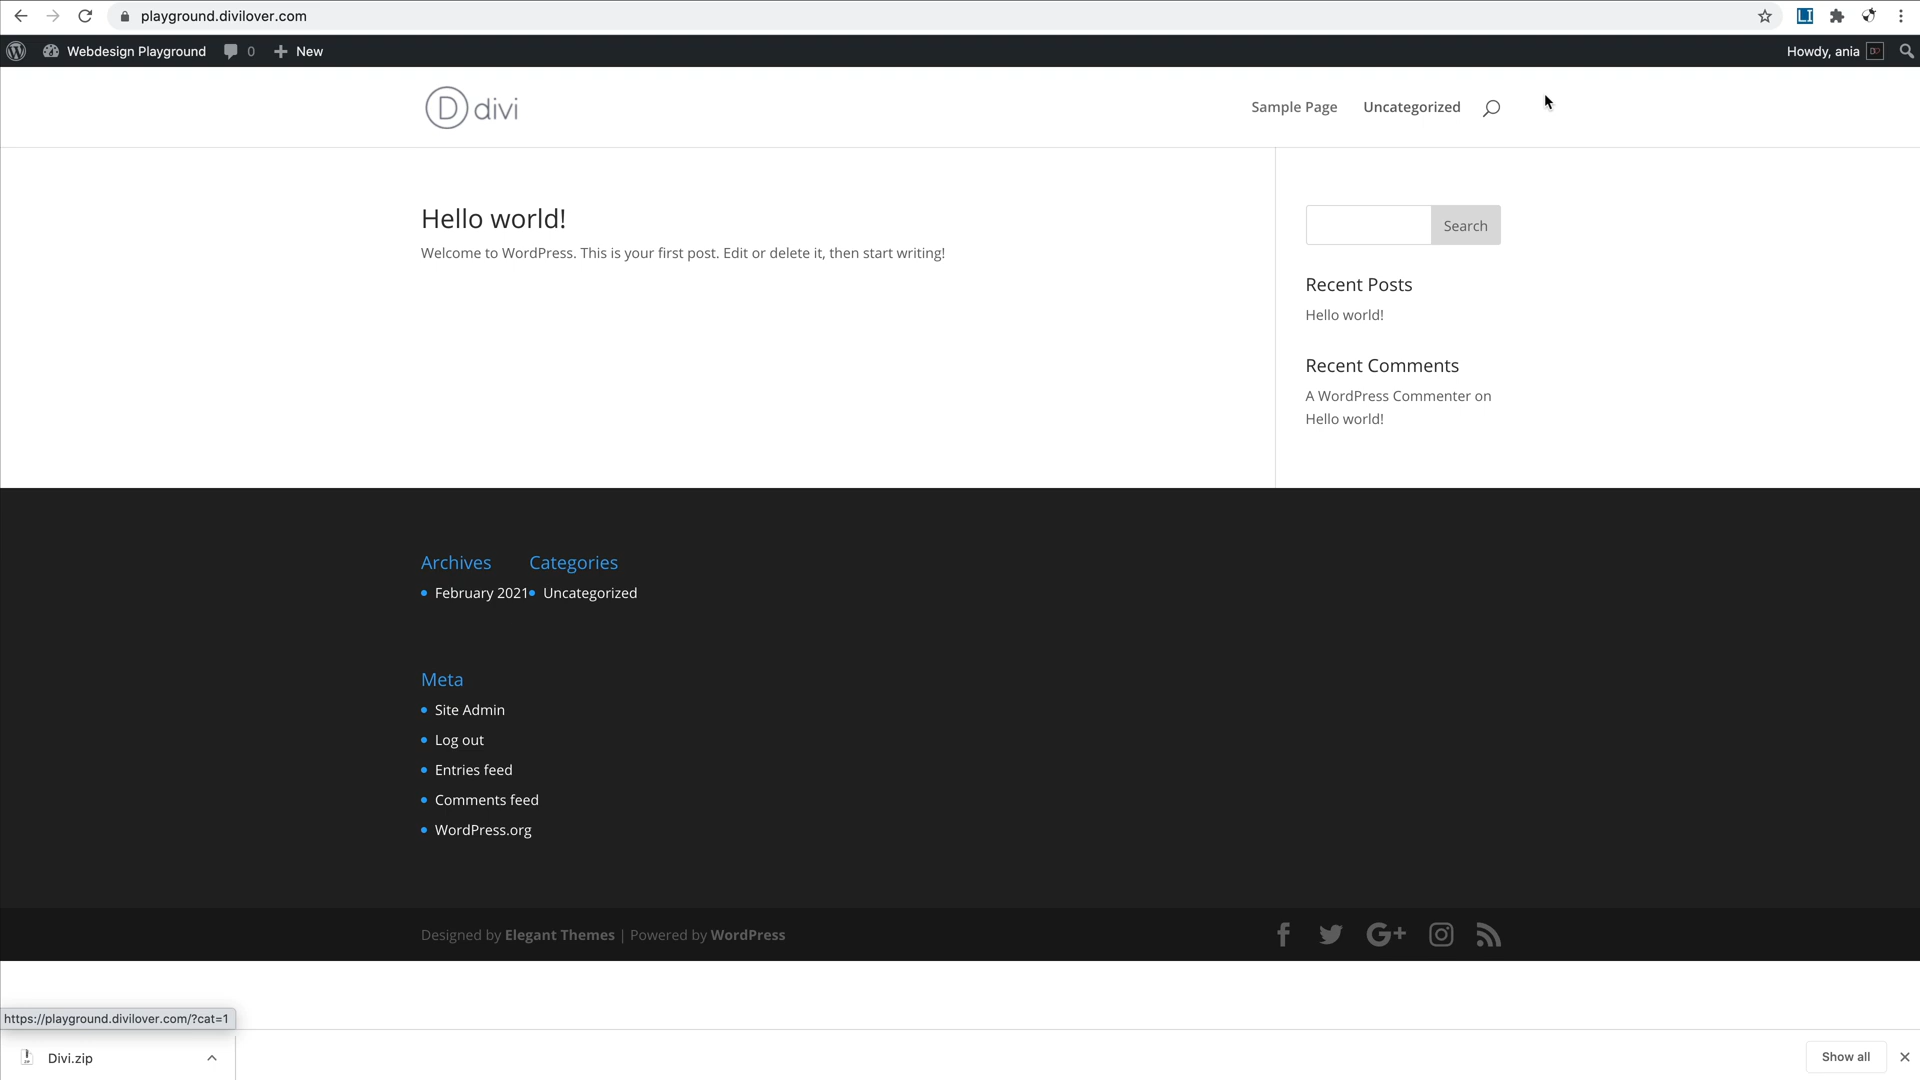 playground.divilover.com
Webdesign Playground 0 New Howdy, ania
D divi
Sample Page Uncategorized
Hello world!
Welcome to WordPress. This is your first post. Edit or delete it, then start writing!
Search
Recent Posts
Hello world!
Recent Comments
A WordPress Commenter on
Hello world!
Archives Categories
February 2021 Uncategorized
Meta
Site Admin
Log out
Entries feed
Comments feed
WordPress.org
Designed by Elegant Themes | Powered by WordPress
G+
https://playground.divilover.com/?cat=1
Divi.zip
Show all